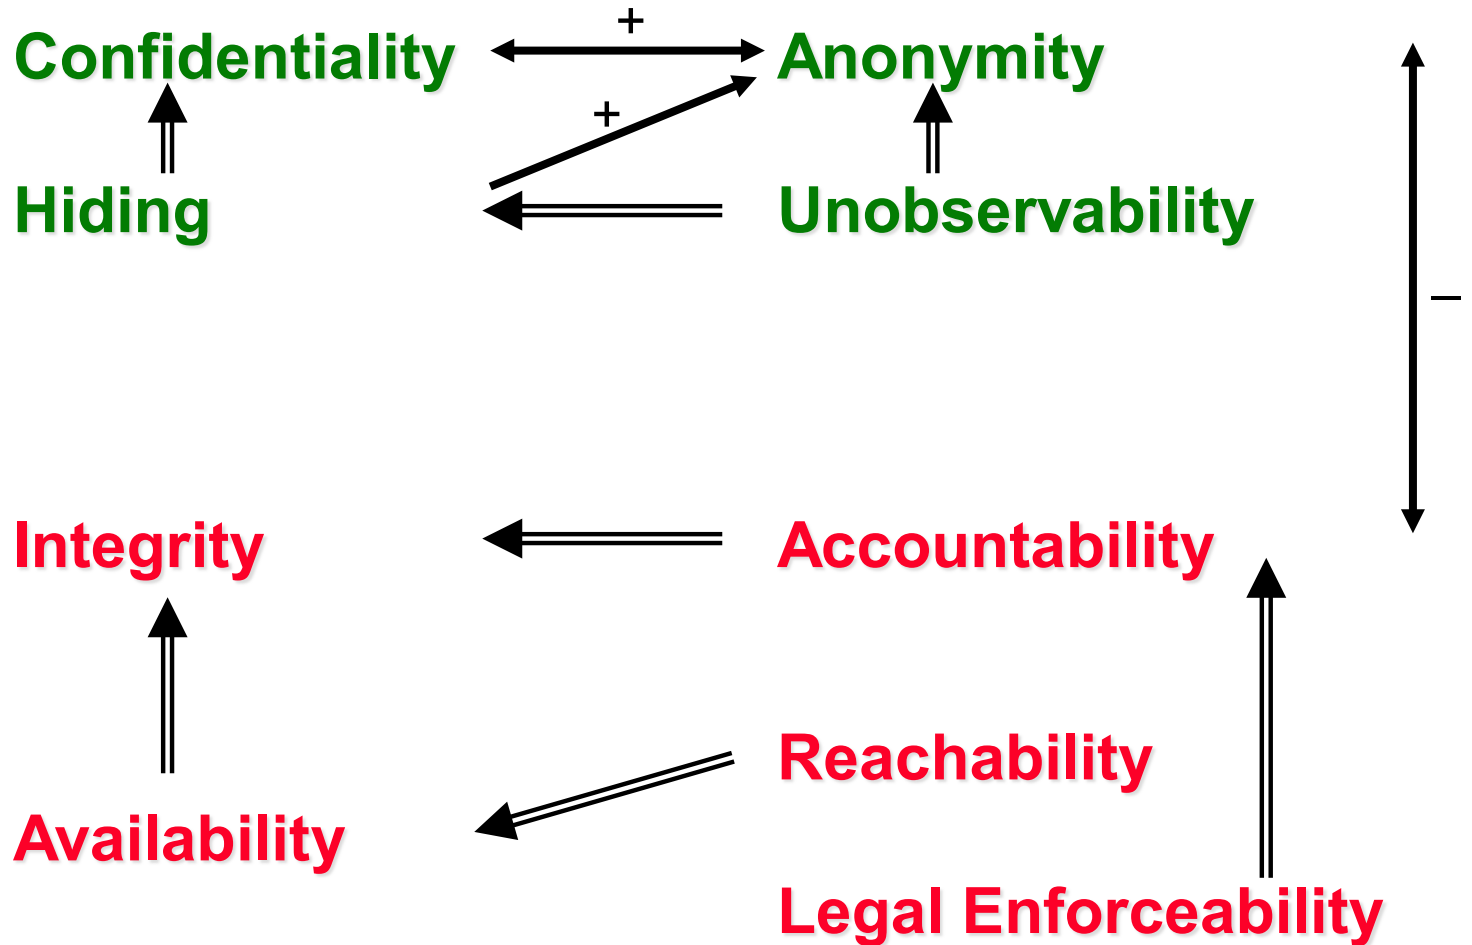 +
Confidentiality Anonymity
+
Hiding Unobservability
–
Integrity Accountability
Reachability
Availability
Legal Enforceability